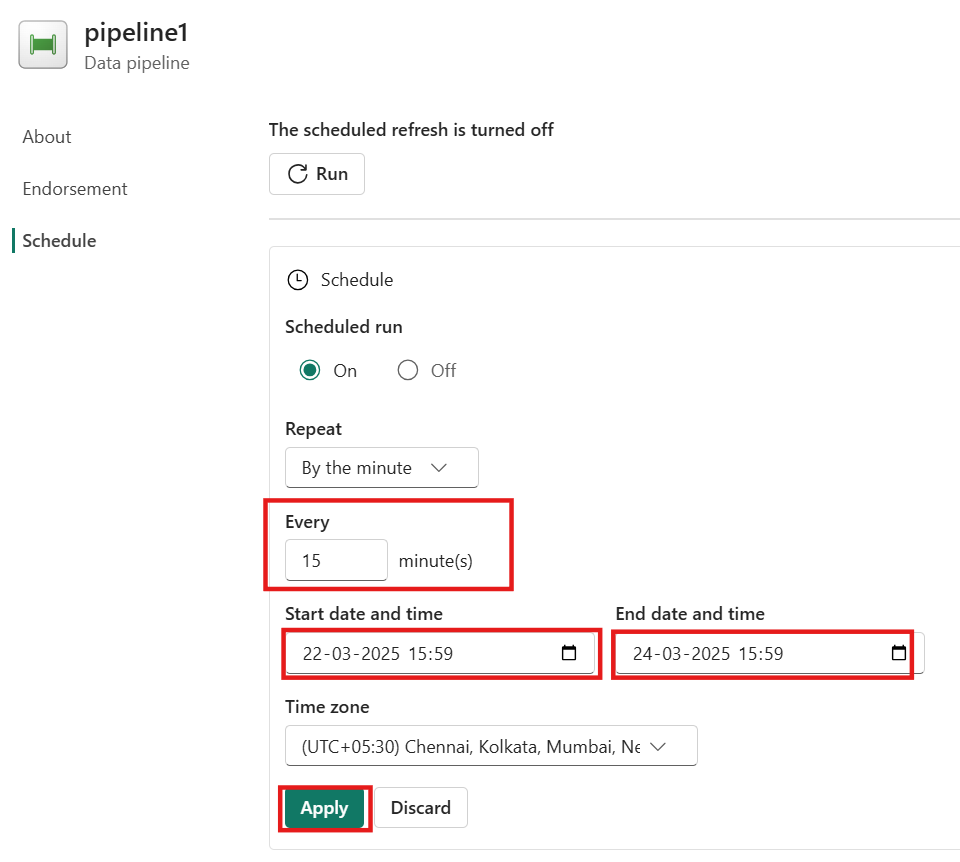 pipeline1
Data pipeline
About
Endorsement
Schedule
The scheduled refresh is turned off
Run
Schedule
Scheduled run
On Off
Repeat
By the minute
Every
15 minute(s)
Start date and time End date and time
22-03-2025 15:59 24-03-2025 15:59
Time zone
(UTC+05:30) Chennai, Kolkata, Mumbai, Ne
Apply Discard